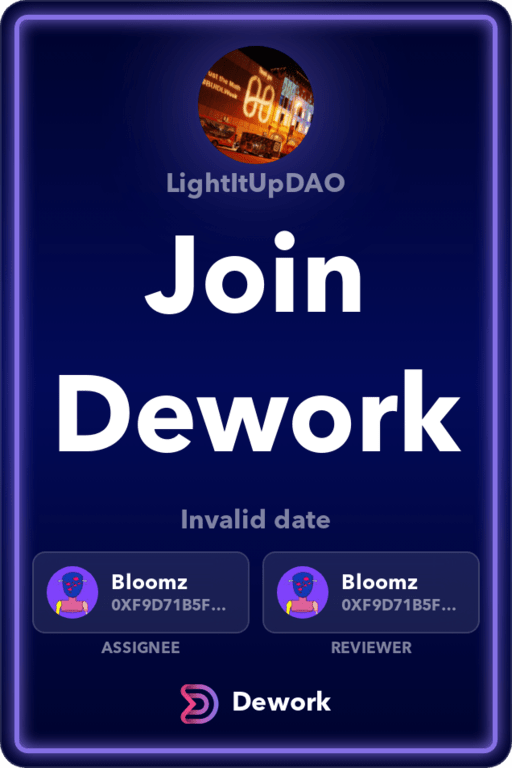 LightItUpDAO
Join
Dework
Invalid date
Bloomz
0XF9D71B5F...
Bloomz
0XF9D71B5F...
ASSIGNEE
REVIEWER
Dework